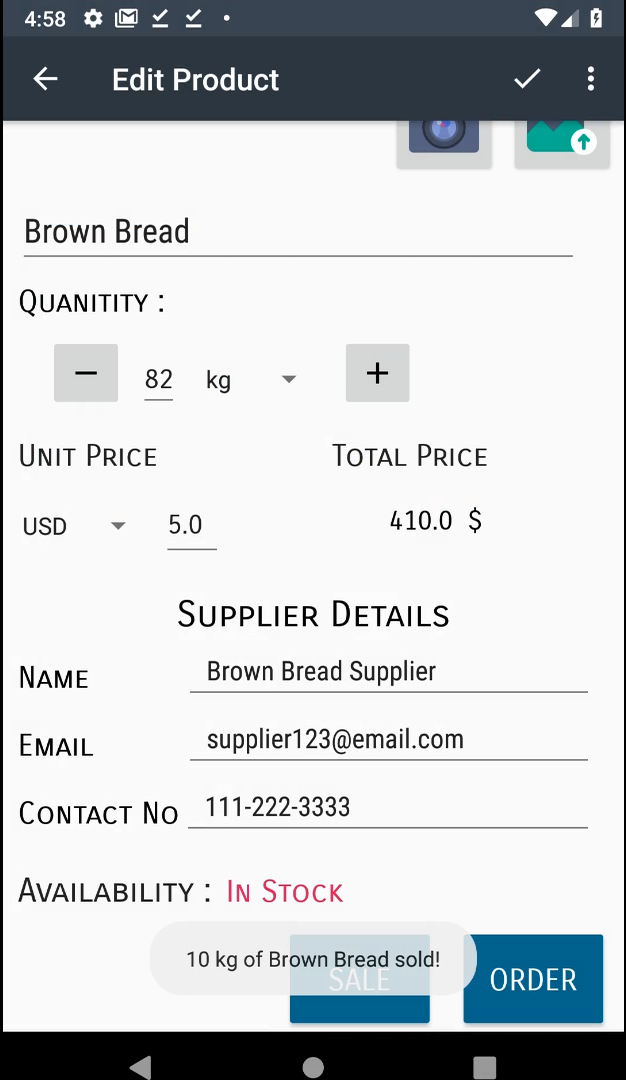 4:58
Edit Product
Brown Bread
Quanitity :
82 kg
Unit Price Total Price
USD 5.0 410.0 $
Supplier Details
Name Brown Bread Supplier
Email supplier123@email.com
Contact No 111-222-3333
Availability : In Stock
10 kg of Brown Bread sold!
SALE ORDER